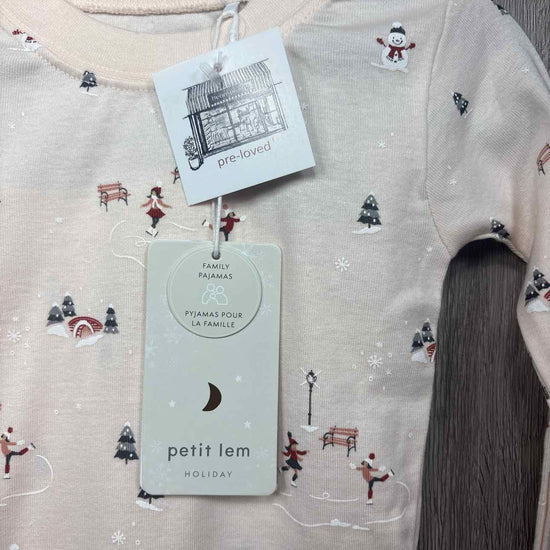 pre-loved
FAMILY
PAJAMAS
PYJAMAS POUR
LA FAMILLE
petit lem
HOLIDAY